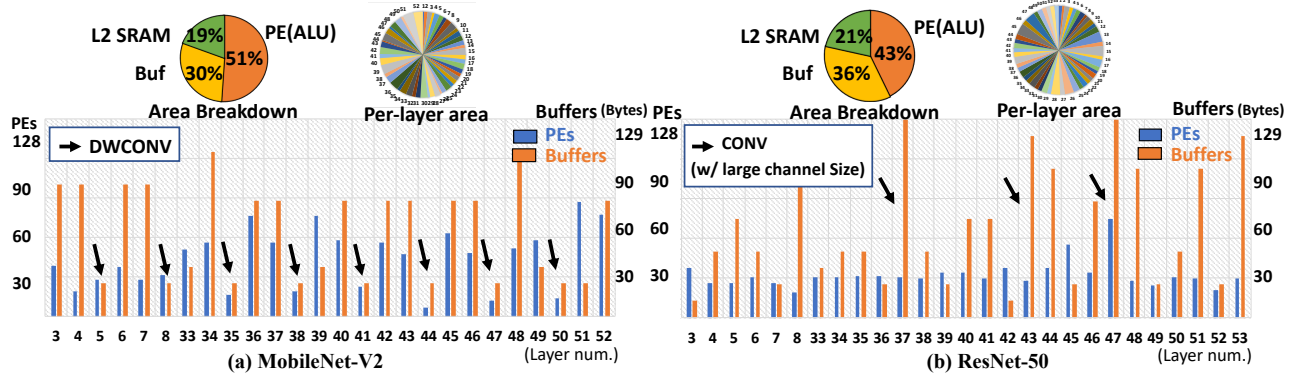 L2 SRAM
19%
PE(ALU)
51%
Buf
30%
Area Breakdown
Per-layer area
Buffers (Bytes)
PEs
128
90
60
30
DWCONV
PEs
Buffers
129
90
60
30
3 4 5 6 7 8 33 34 35 36 37 38 39 40 41 42 43 44 45 46 47 48 49 50 51 52
(a) MobileNet-V2
(Layer num.)
L2 SRAM
21%
PE(ALU)
43%
Buf
36%
Area Breakdown
Per-layer area
Buffers (Bytes)
PEs
128
90
60
30
CONV
(w/ large channel Size)
PEs
Buffers
129
90
60
30
3 4 5 6 7 8 33 34 35 36 37 38 39 40 41 42 43 44 45 46 47 48 49 50 51 52 53
(b) ResNet-50
(Layer num.)